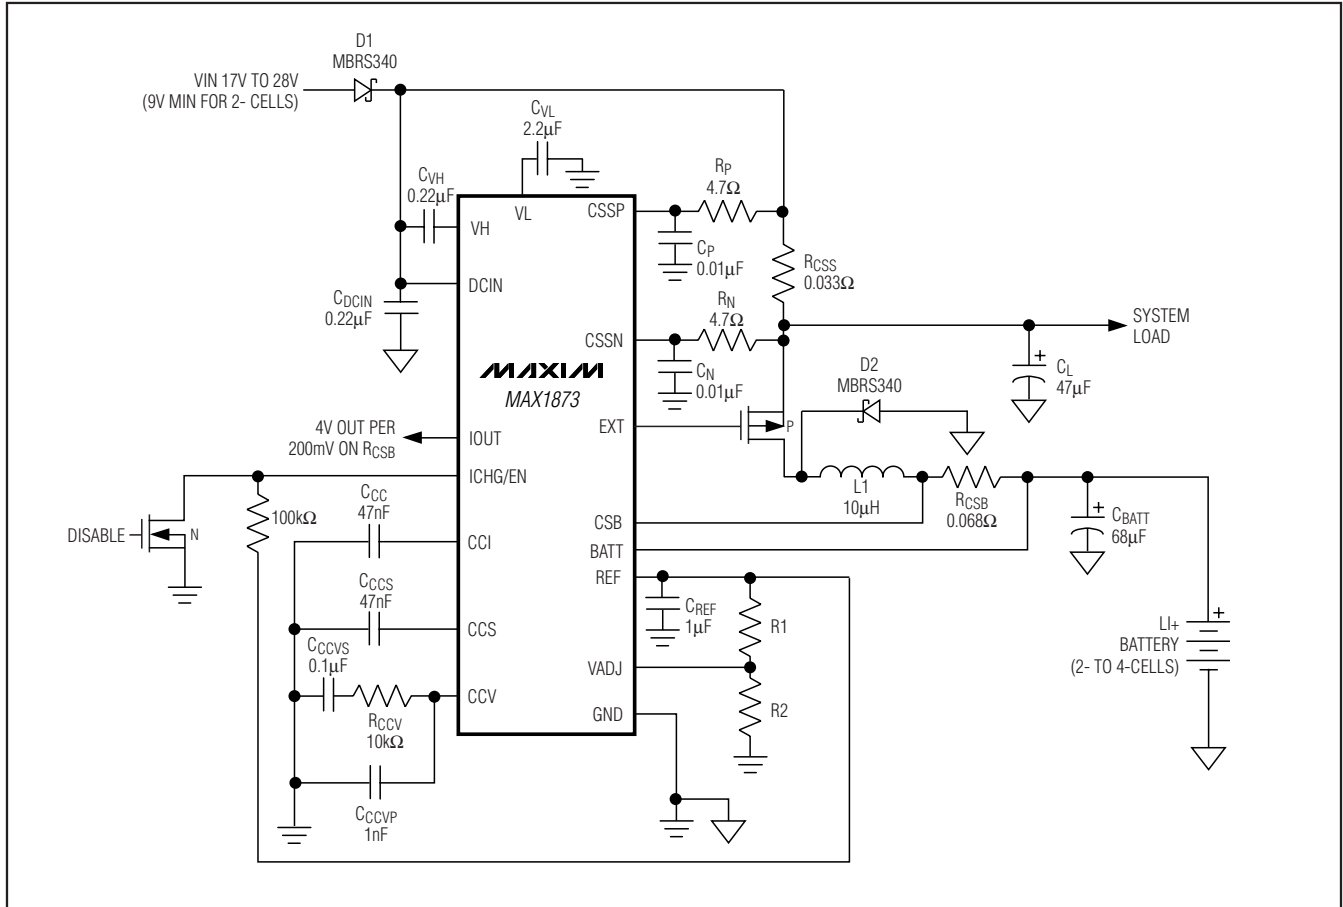 D1
MBRS340
VIN 17V TO 28V
(9V MIN FOR 2- CELLS)
CVL
2.2µF
CVH
0.22µF
VL
VH
DCIN
CDCIN
0.22µF
CSSP
RP
4.7Ω
CP
0.01µF
RCSS
0.033Ω
RN
4.7Ω
CSSN
CN
0.01µF
SYSTEM
LOAD
CL
47µF
MAXIM
MAX1873
D2
MBRS340
EXT
P
4V OUT PER
200mV ON RCSB
IOUT
ICHG/EN
L1
10µH
RCSB
0.068Ω
CBATT
68µF
CSB
BATT
REF
DISABLE
N
100kΩ
CCC
47nF
CCI
CCCS
47nF
CCS
CCCVS
0.1µF
CCV
RCCV
10kΩ
CCCVP
1nF
CREF
1µF
R1
VADJ
R2
GND
LI+
BATTERY
(2- TO 4-CELLS)